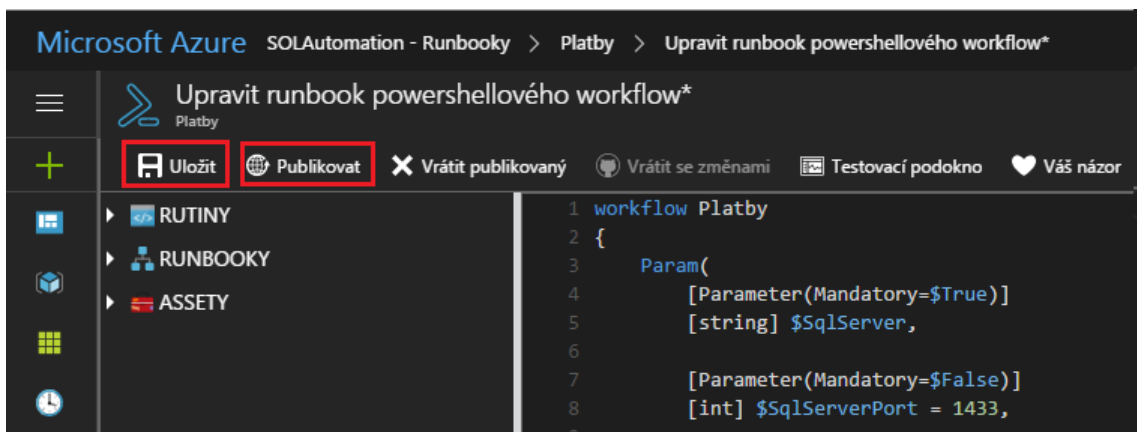 Microsoft Azure SOLAutomation - Runbooky > Platby > Upravit runbook powershellového workflow*
Upravit runbook powershellového workflow*
Platby
Uložit Publikovat Vrátit publikovaný Vrátit se změnami Testovací podokno Váš názor
RUTINY
RUNBOOKY
ASSETY
1 workflow Platby
2 {
3 Param(
4 [Parameter(Mandatory=$True)]
5 [string] $SqlServer,
6
7 [Parameter(Mandatory=$False)]
8 [int] $SqlServerPort = 1433,